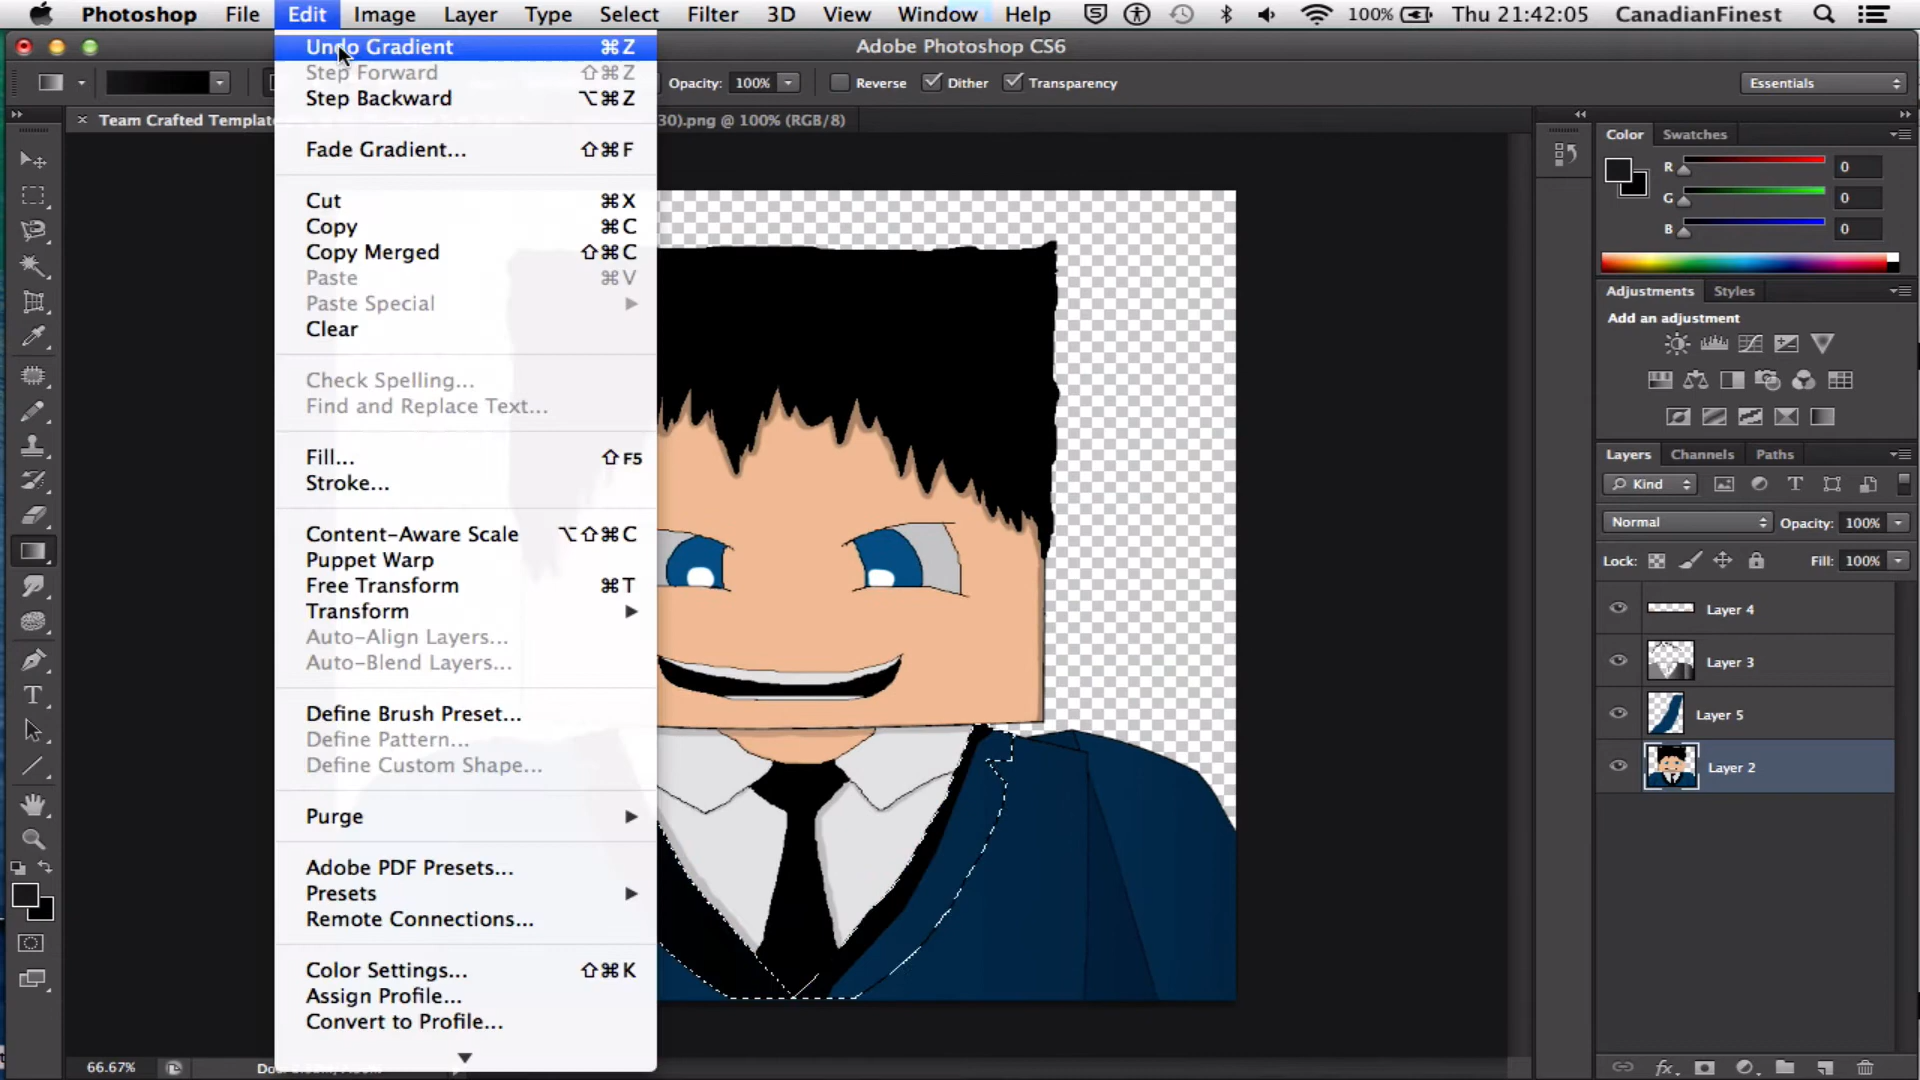 Photoshop File Edit Image Layer Type Select Filter 3D View Window Help 100% Thu 21:42:05 CanadianFinest
Adobe Photoshop CS6
Opacity: 100% Reverse Dither Transparency Essentials
Team Crafted Templat 30).png @ 100% (RGB/8)
Undo Gradient ⌘Z
Step Forward ⇧⌘Z
Step Backward ⌥⌘Z
Fade Gradient... ⇧⌘F
Cut ⌘X
Copy ⌘C
Copy Merged ⇧⌘C
Paste ⌘V
Paste Special
Clear
Check Spelling...
Find and Replace Text...
Fill... ⇧F5
Stroke...
Content-Aware Scale ⌥⇧⌘C
Puppet Warp
Free Transform ⌘T
Transform
Auto-Align Layers...
Auto-Blend Layers...
Define Brush Preset...
Define Pattern...
Define Custom Shape...
Purge
Adobe PDF Presets...
Presets
Remote Connections...
Color Settings... ⇧⌘K
Assign Profile...
Convert to Profile...
66.67%
Color Swatches
R 0
G 0
B 0
Adjustments Styles
Add an adjustment
Layers Channels Paths
Kind
Normal Opacity: 100%
Lock: Fill: 100%
Layer 4
Layer 3
Layer 5
Layer 2